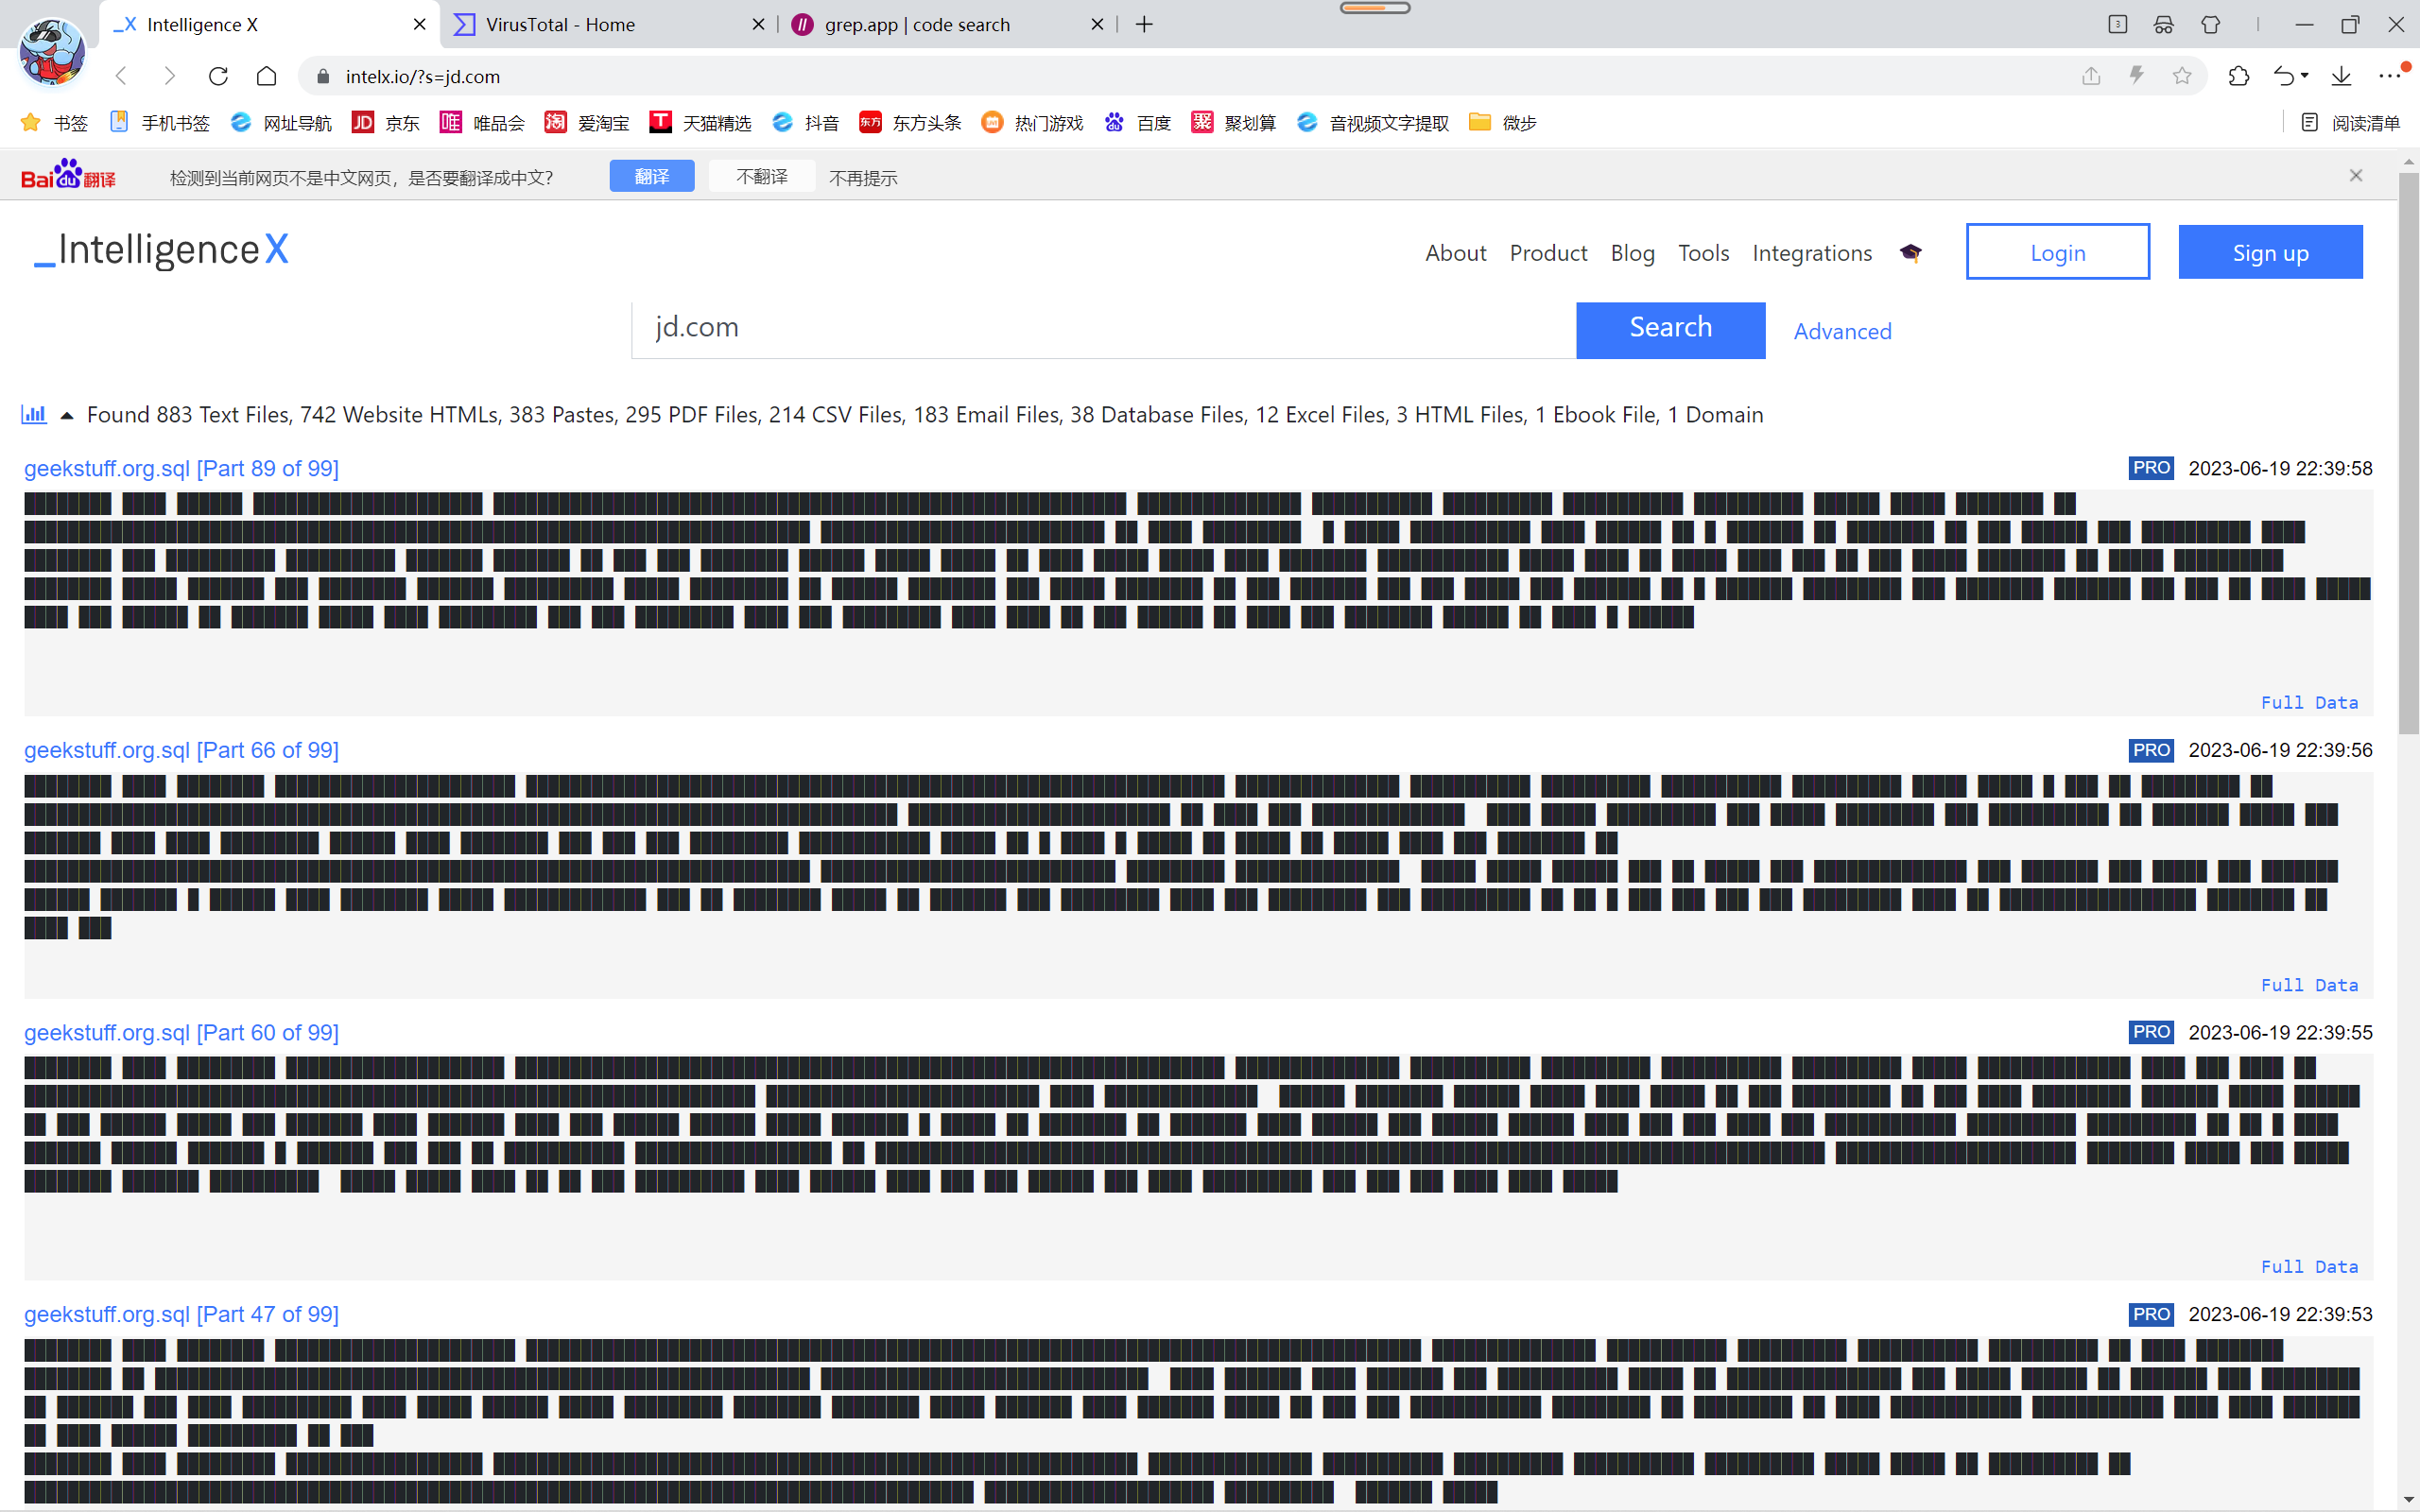 _X Intelligence X
VirusTotal - Home
grep.app | code search
3
intelx.io/?s=jd.com
书签 手机书签 网址导航 JD 京东 唯 唯品会 淘 爱淘宝 T 天猫精选 抖音 东方 东方头条 热门游戏 百度 聚 聚划算 音视频文字提取 微步 阅读清单
Bai du 翻译 检测到当前网页不是中文网页，是否要翻译成中文? 翻译 不翻译 不再提示
_IntelligenceX About Product Blog Tools Integrations Login Sign up
jd.com Search Advanced
Found 883 Text Files, 742 Website HTMLs, 383 Pastes, 295 PDF Files, 214 CSV Files, 183 Email Files, 38 Database Files, 12 Excel Files, 3 HTML Files, 1 Ebook File, 1 Domain
geekstuff.org.sql [Part 89 of 99] PRO 2023-06-19 22:39:58
Full Data
geekstuff.org.sql [Part 66 of 99] PRO 2023-06-19 22:39:56
Full Data
geekstuff.org.sql [Part 60 of 99] PRO 2023-06-19 22:39:55
Full Data
geekstuff.org.sql [Part 47 of 99] PRO 2023-06-19 22:39:53